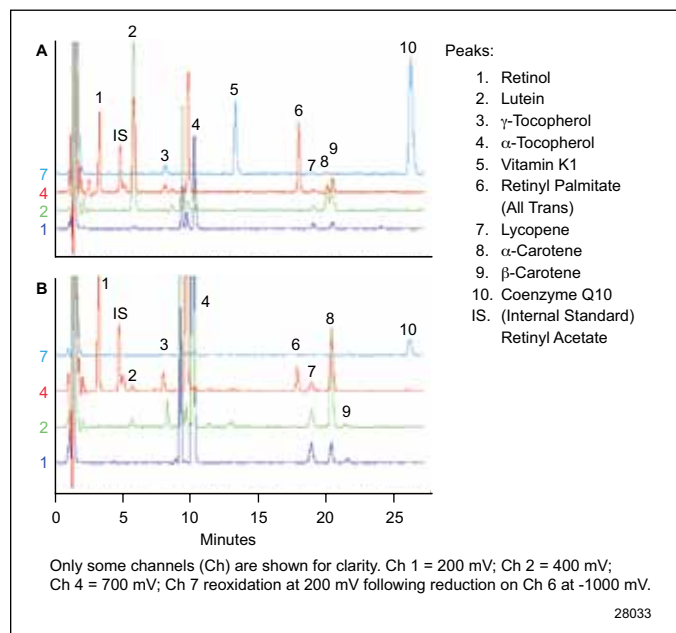 A
2
10
1
5
IS
6
4
9
8
3
7
7
4
2
1
B
1
4
IS
8
10
3
6
2
7
9
7
4
2
1
0 5 10 15 20 25
Minutes
Peaks:
1. Retinol
2. Lutein
3. γ-Tocopherol
4. α-Tocopherol
5. Vitamin K1
6. Retinyl Palmitate
(All Trans)
7. Lycopene
8. α-Carotene
9. β-Carotene
10. Coenzyme Q10
IS. (Internal Standard)
Retinyl Acetate
Only some channels (Ch) are shown for clarity. Ch 1 = 200 mV; Ch 2 = 400 mV;
Ch 4 = 700 mV; Ch 7 reoxidation at 200 mV following reduction on Ch 6 at -1000 mV.
28033